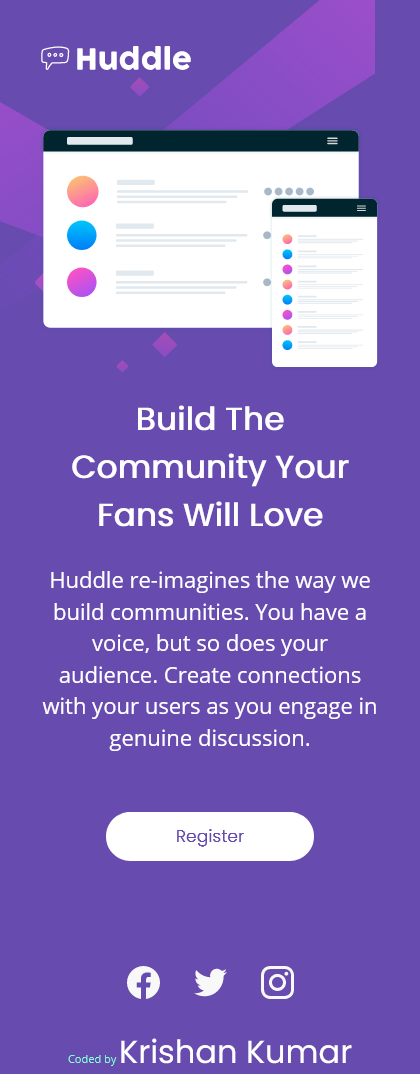 Huddle
Build The
Community Your
Fans Will Love
Huddle re-imagines the way we
build communities. You have a
voice, but so does your
audience. Create connections
with your users as you engage in
genuine discussion.
Register
Coded by Krishan Kumar